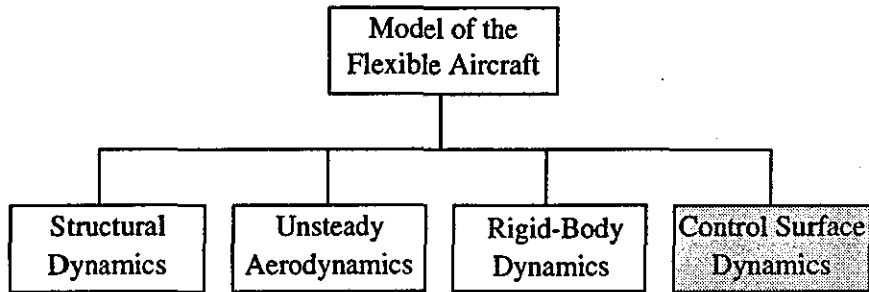 Model of the
Flexible Aircraft
Structural
Dynamics
Unsteady
Aerodynamics
Rigid-Body
Dynamics
Control Surface
Dynamics